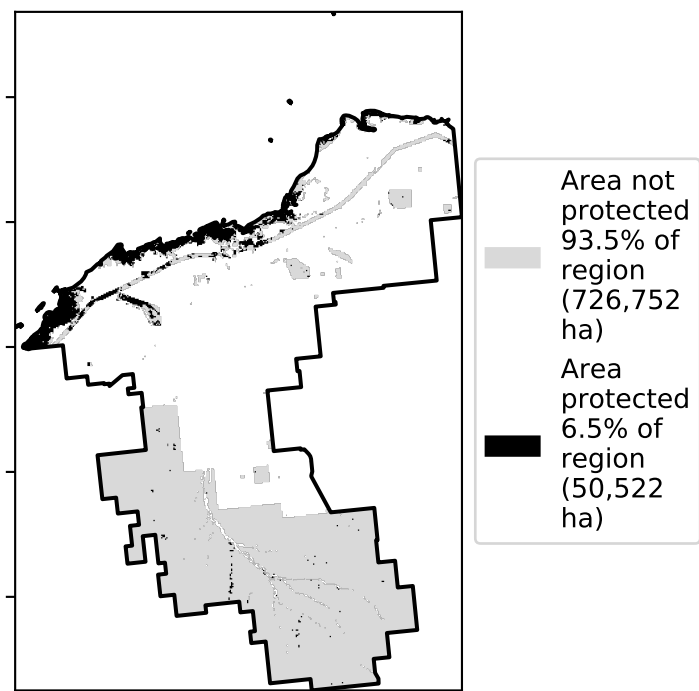 Area not
protected
93.5% of
region
(726,752
ha)
Area
protected
6.5% of
region
(50,522
ha)